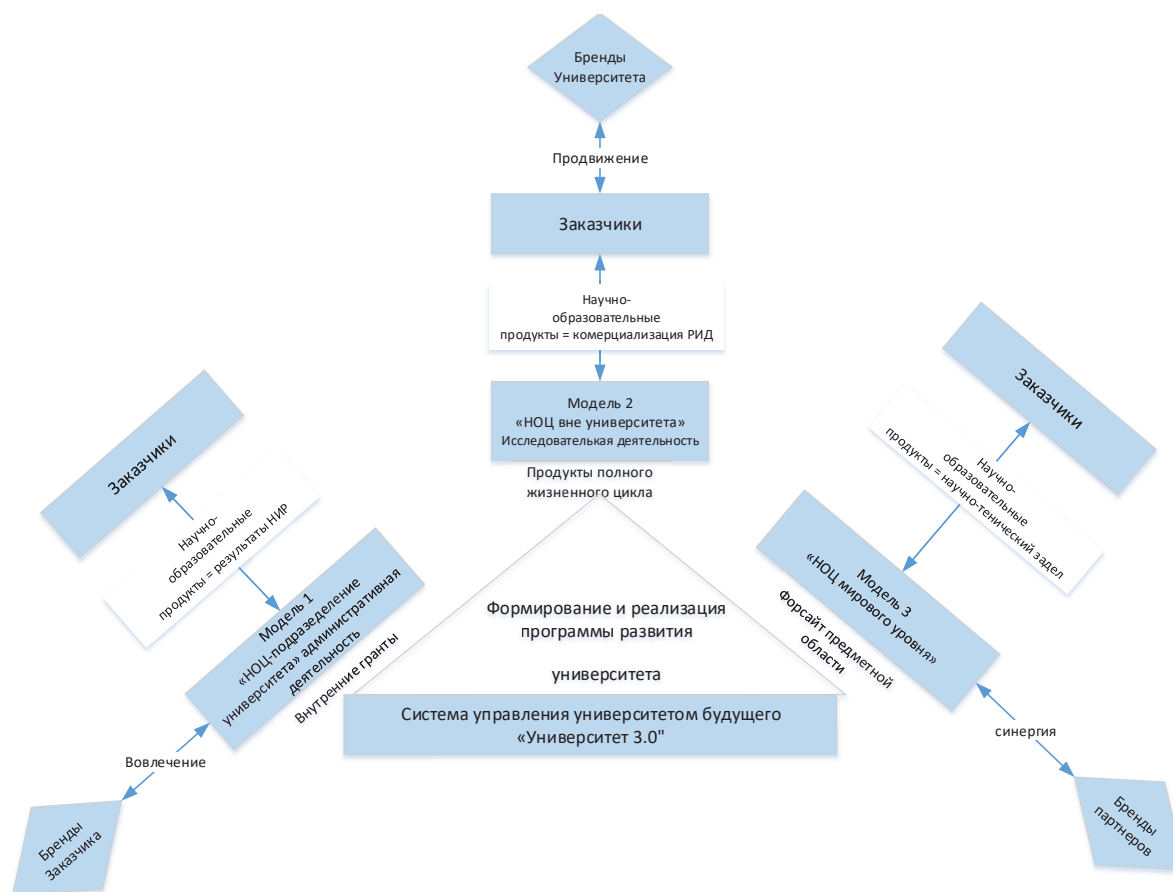 Бренды
Университета
Продвижение
Заказчики
Научно-
образовательные
продукты = комерциализация РИД
Модель 2
«НОЦ вне университета»
Исследовательская деятельность
Продукты полного
жизненного цикла
Заказчики
Научно-
образовательные
продукты = результаты НИР
Модель 1
«НОЦ-подразеделение
университета» административная
деятельность
Внутренние гранты
Вовлечение
Бренды
Заказчика
Формирование и реализация
программы развития
университета
Система управления университетом будущего
«Университет 3.0"
Заказчики
Научно-
образовательные
продукты = научно-тенический задел
Модель 3
«НОЦ мирового уровня»
Форсайт предметной
области
синергия
Бренды
партнеров